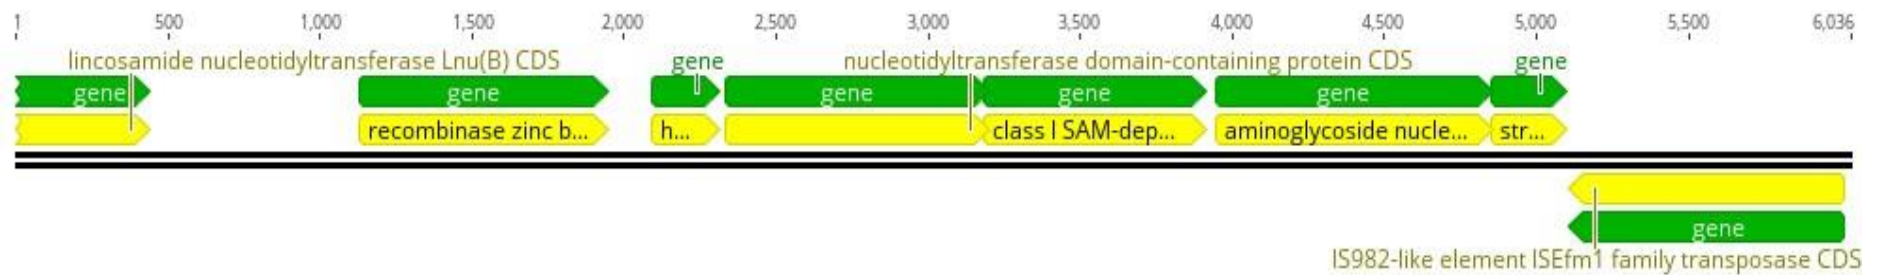 1 500 1,000 1,500 2,000 2,500 3,000 3,500 4,000 4,500 5,000 5,500 6,036
lincosamide nucleotidyltransferase Lnu(B) CDS gene nucleotidyltransferase domain-containing protein CDS gene
gene gene gene gene gene
recombinase zinc b... h... class I SAM-dep... aminoglycoside nucle... str...
gene
IS982-like element ISEfm1 family transposase CDS